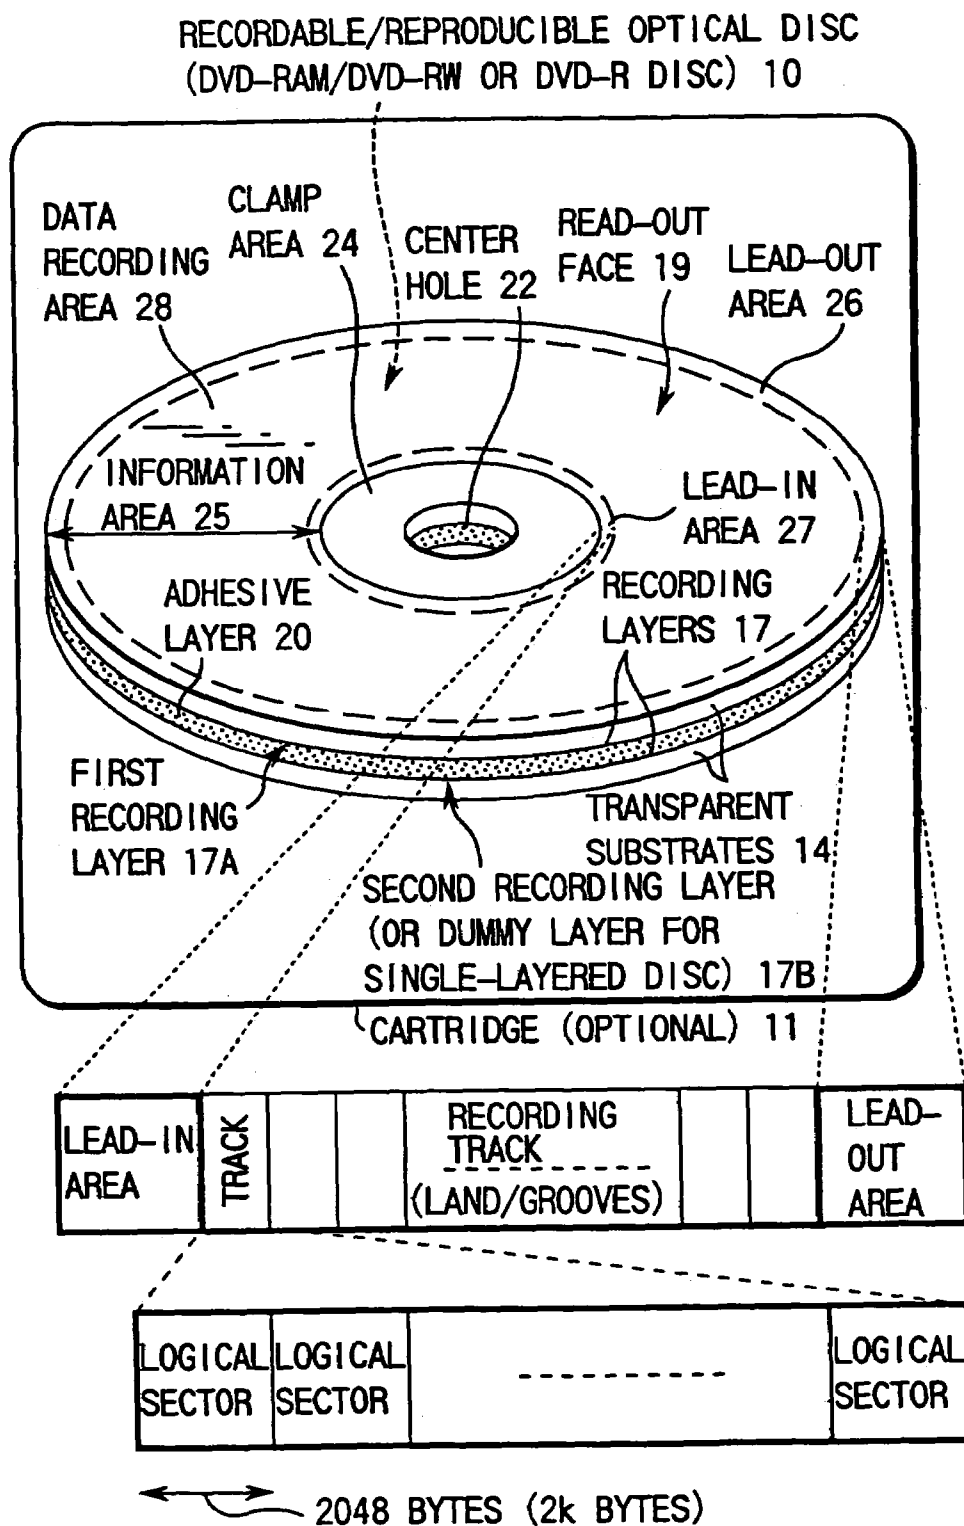 RECORDABLE/REPRODUCIBLE OPTICAL DISC
(DVD-RAM/DVD-RW OR DVD-R DISC) 10
DATA
RECORDING
AREA 28
CLAMP
AREA 24
CENTER
HOLE 22
READ-OUT
FACE 19
LEAD-OUT
AREA 26
INFORMATION
AREA 25
LEAD-IN
AREA 27
ADHESIVE
LAYER 20
RECORDING
LAYERS 17
FIRST
RECORDING
LAYER 17A
TRANSPARENT
SUBSTRATES 14
SECOND RECORDING LAYER
(OR DUMMY LAYER FOR
SINGLE-LAYERED DISC) 17B
CARTRIDGE (OPTIONAL) 11
LEAD-IN
AREA
TRACK
RECORDING
TRACK
(LAND/GROOVES)
LEAD-
OUT
AREA
LOGICAL
SECTOR
LOGICAL
SECTOR
LOGICAL
SECTOR
2048 BYTES (2k BYTES)